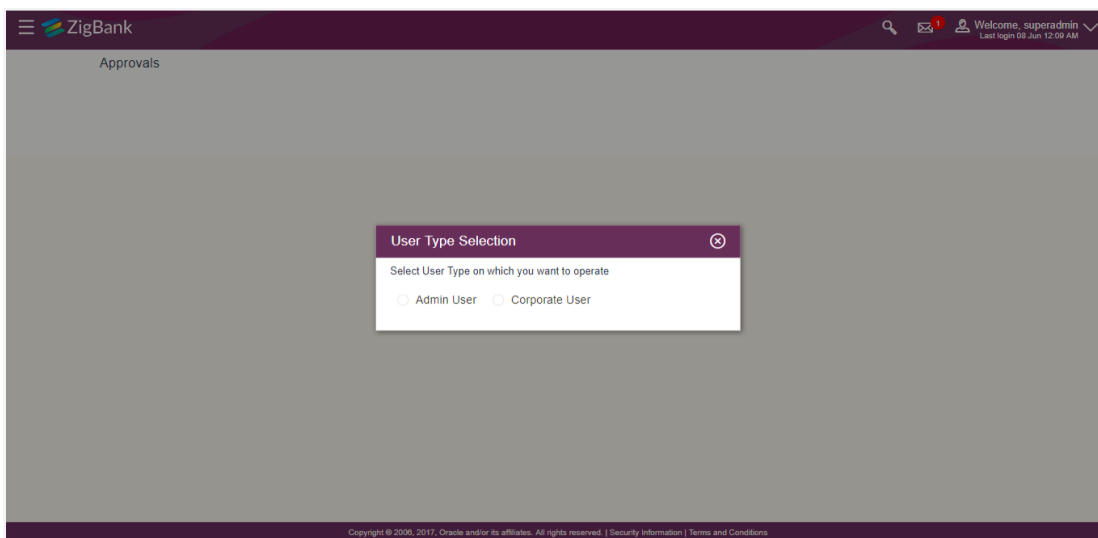 ZigBank
1
Welcome, superadmin
Last login 08 Jun 12:09 AM
Approvals
User Type Selection
Select User Type on which you want to operate
Admin User Corporate User
Copyright © 2006, 2017, Oracle and/or its affiliates. All rights reserved. | Security Information | Terms and Conditions